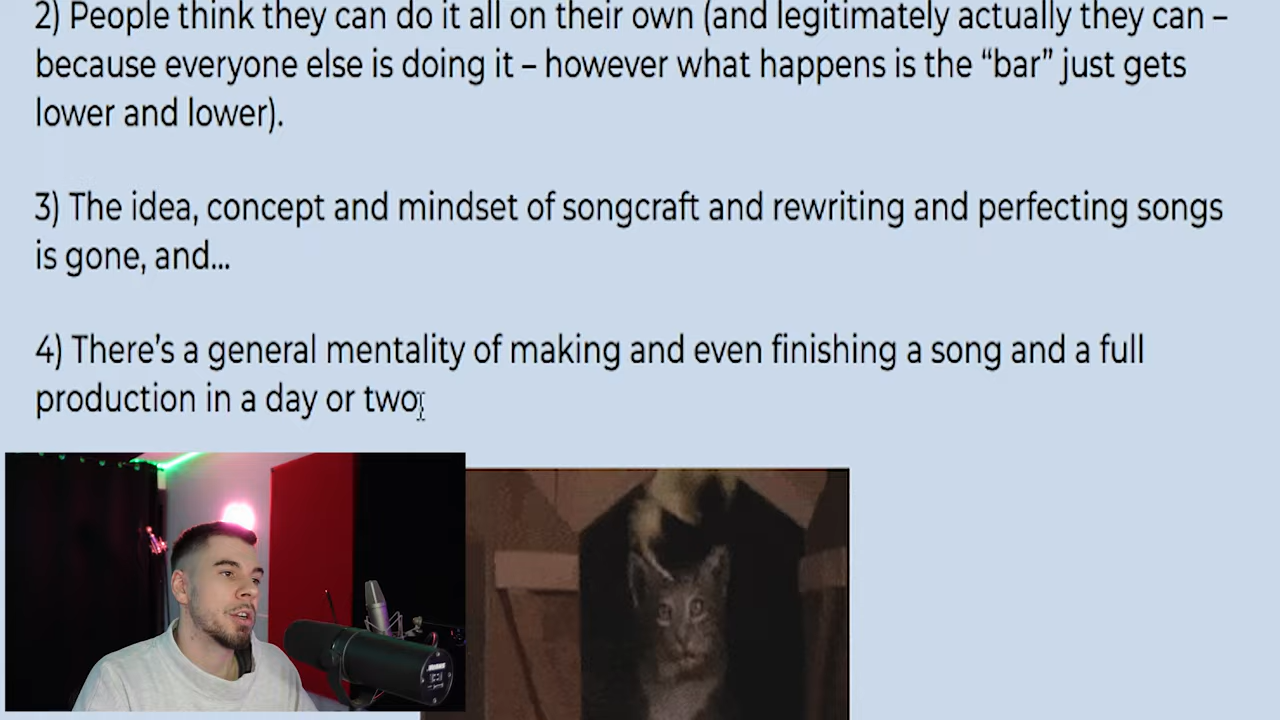 2) People think they can do it all on their own (and legitimately actually they can –
because everyone else is doing it – however what happens is the “bar” just gets
lower and lower).
3) The idea, concept and mindset of songcraft and rewriting and perfecting songs
is gone, and...
4) There’s a general mentality of making and even finishing a song and a full
production in a day or two